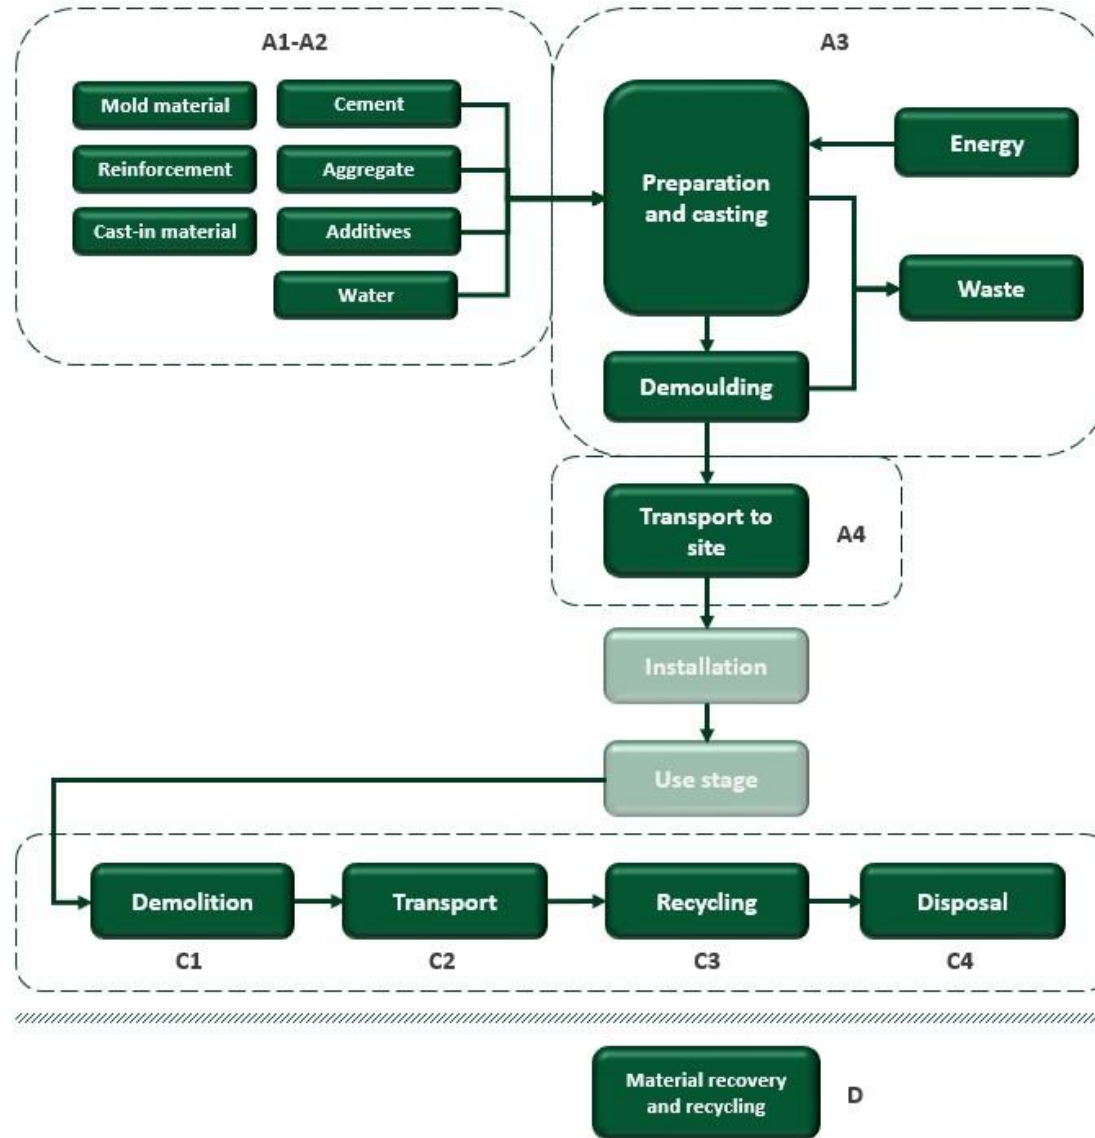 A1-A2
A3
Mold material
Cement
Reinforcement
Aggregate
Cast-in material
Additives
Water
Preparation
and casting
Energy
Waste
Demoulding
Transport to
site
A4
Installation
Use stage
Demolition
Transport
Recycling
Disposal
C1
C2
C3
C4
Material recovery
and recycling
D